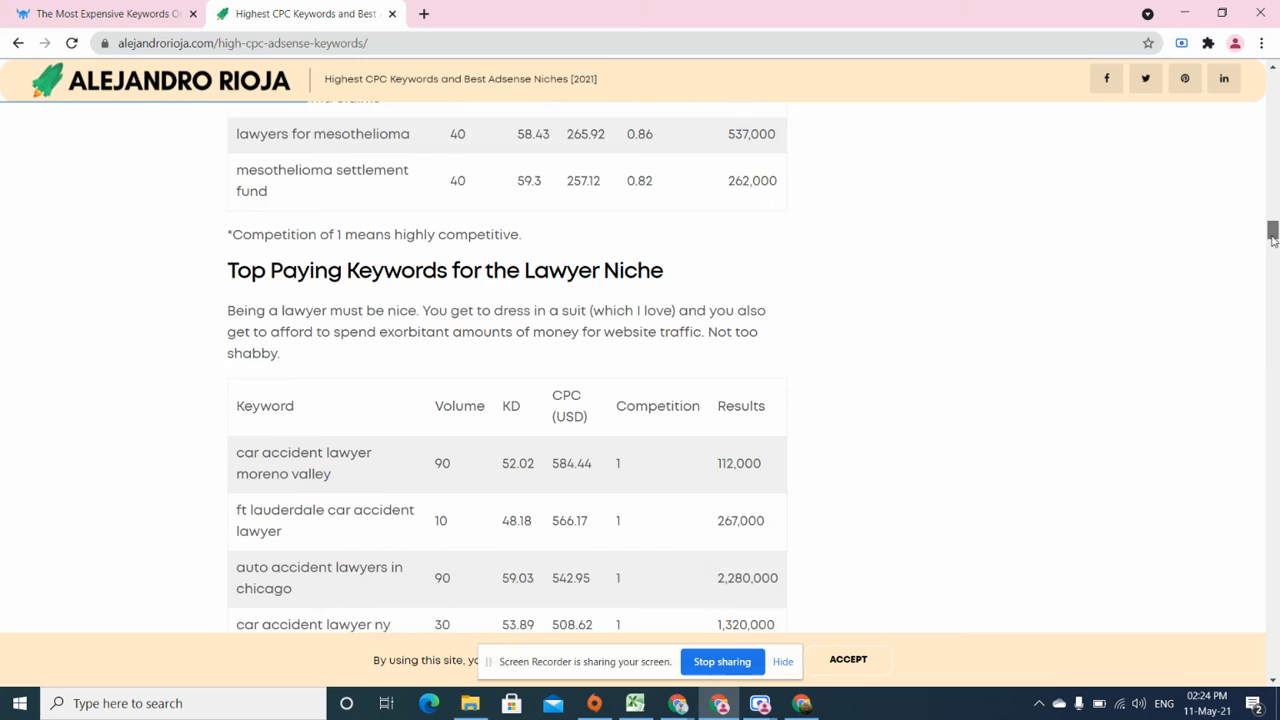 The Most Expensive Keywords O
Highest CPC Keywords and Best A
alejandrorioja.com/high-cpc-adsense-keywords/
ALEJANDRO RIOJA
Highest CPC Keywords and Best Adsense Niches [2021]
lawyers for mesothelioma 40 58.43 265.92 0.86 537,000
mesothelioma settlement fund 40 59.3 257.12 0.82 262,000
*Competition of 1 means highly competitive.
Top Paying Keywords for the Lawyer Niche
Being a lawyer must be nice. You get to dress in a suit (which I love) and you also
get to afford to spend exorbitant amounts of money for website traffic. Not too
shabby.
Keyword Volume KD CPC (USD) Competition Results
car accident lawyer moreno valley 90 52.02 584.44 1 112,000
ft lauderdale car accident lawyer 10 48.18 566.17 1 267,000
auto accident lawyers in chicago 90 59.03 542.95 1 2,280,000
car accident lawyer ny 30 53.89 508.62 1 1,320,000
By using this site, yo
Screen Recorder is sharing your screen. Stop sharing Hide
ACCEPT
Type here to search
ENG
02:24 PM
11-May-21
2